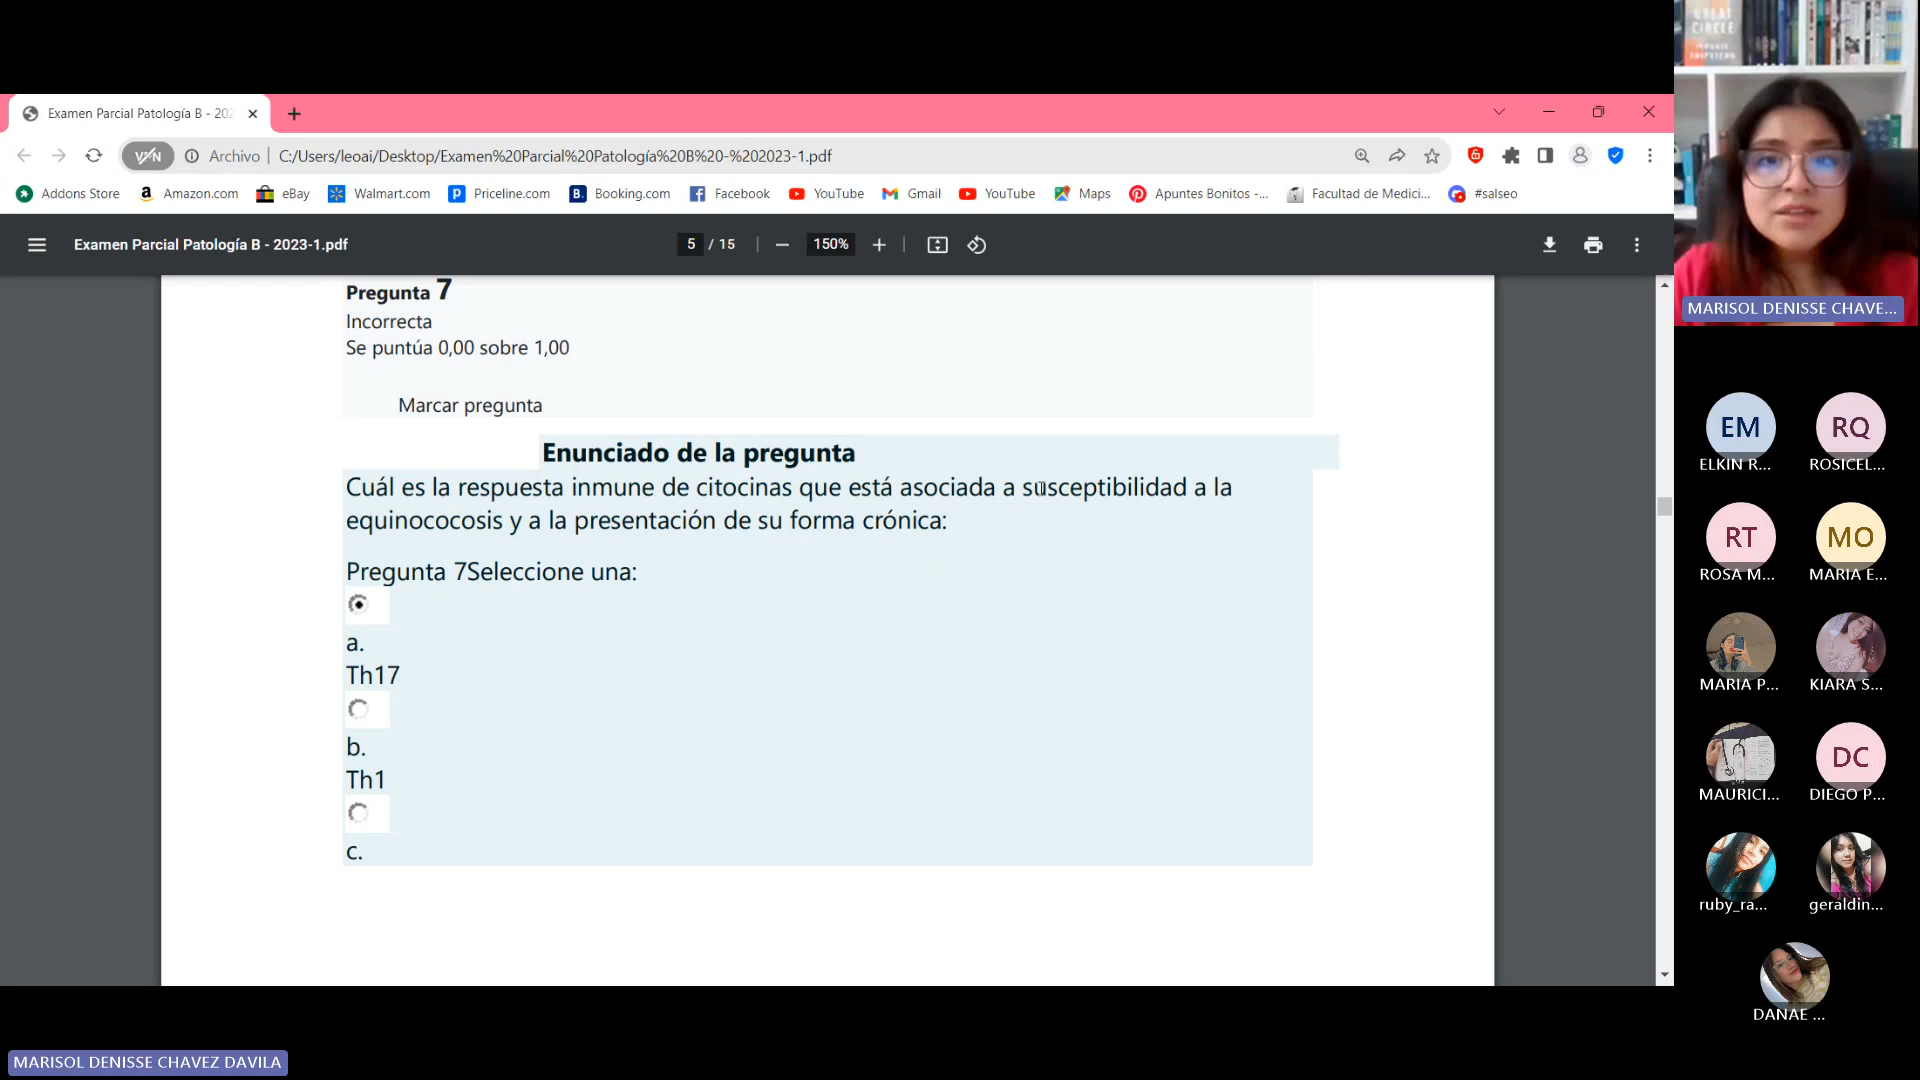 GREAT
CIRCLE
MAGGIE
SHIPSTEAD
Examen Parcial Patología B - 202
VPN
Archivo
C:/Users/leoai/Desktop/Examen%20Parcial%20Patología%20B%20-%202023-1.pdf
Addons Store
Amazon.com
eBay
Walmart.com
Priceline.com
Booking.com
Facebook
YouTube
Gmail
YouTube
Maps
Apuntes Bonitos -...
Facultad de Medici...
#salseo
Examen Parcial Patología B - 2023-1.pdf
5 / 15
150%
Pregunta 7
Incorrecta
Se puntúa 0,00 sobre 1,00
Marcar pregunta
Enunciado de la pregunta
Cuál es la respuesta inmune de citocinas que está asociada a susceptibilidad a la
equinococosis y a la presentación de su forma crónica:
Pregunta 7Seleccione una:
a.
Th17
b.
Th1
c.
MARISOL DENISSE CHAVE...
EM
ELKIN R...
RQ
ROSICEL...
RT
ROSA M...
MO
MARIA E...
MARIA P...
KIARA S...
MAURICI...
DC
DIEGO P...
ruby_ra...
geraldin...
DANAE ...
MARISOL DENISSE CHAVEZ DAVILA